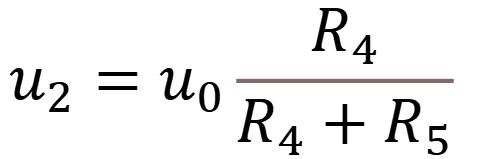 u₂ = u₀ R₄ / (R₄ + R₅)